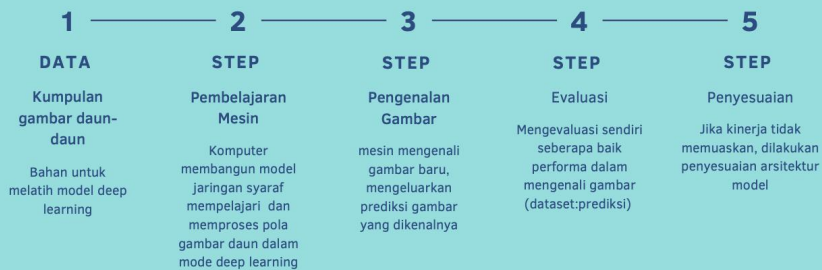 1
2
3
4
5
DATA
STEP
STEP
STEP
STEP
Kumpulan
gambar daun-
daun
Bahan untuk
melatih model deep
learning
Pembelajaran
Mesin
Komputer
membangun model
jaringan syaraf
mempelajari dan
memproses pola
gambar daun dalam
mode deep learning
Pengenalan
Gambar
mesin mengenali
gambar baru,
mengeluarkan
prediksi gambar
yang dikenalnya
Evaluasi
Mengevaluasi sendiri
seberapa baik
performa dalam
mengenali gambar
(dataset:prediksi)
Penyesuaian
Jika kinerja tidak
memuaskan, dilakukan
penyesuaian arsitektur
model